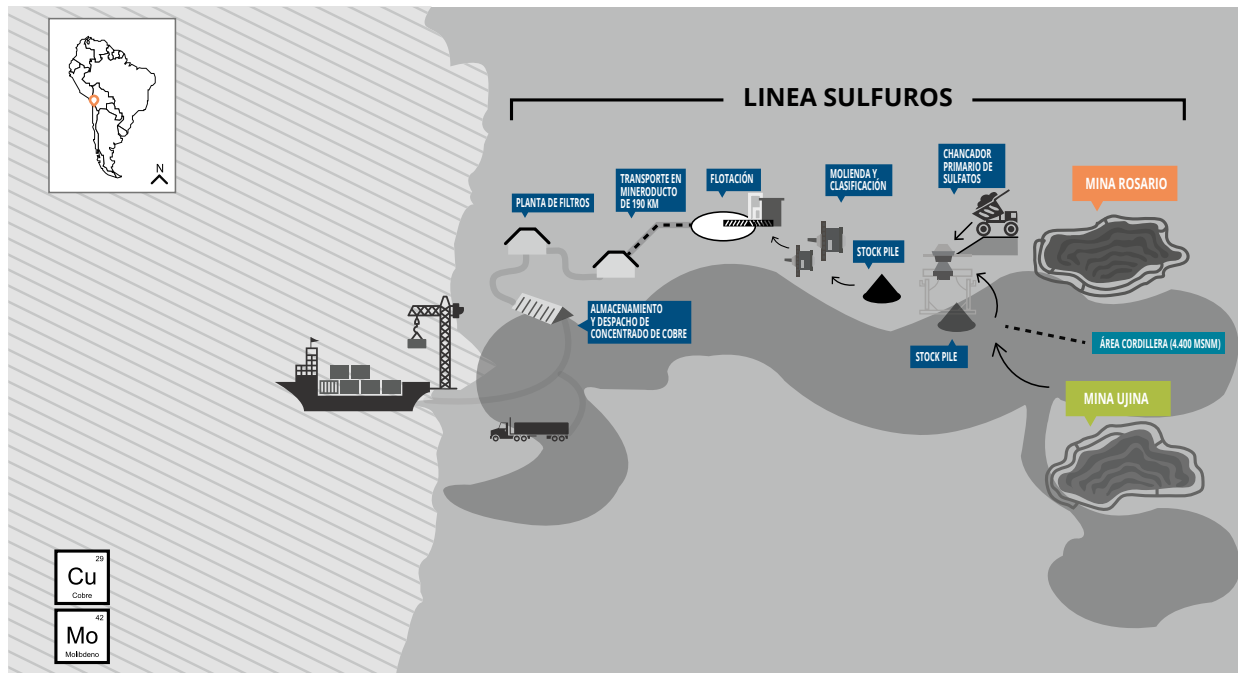 N
LINEA SULFUROS
CHANCADOR
PRIMARIO DE
SULFATOS
MINA ROSARIO
TRANSPORTE EN
MINERODUCTO
DE 190 KM
FLOTACIÓN
MOLIENDA Y
CLASIFICACIÓN
PLANTA DE FILTROS
STOCK PILE
ALMACENAMIENTO
Y DESPACHO DE
CONCENTRADO DE COBRE
STOCK PILE
ÁREA CORDILLERA (4.400 MSNM)
MINA UJINA
29
Cu
Cobre
42
Mo
Molibdeno